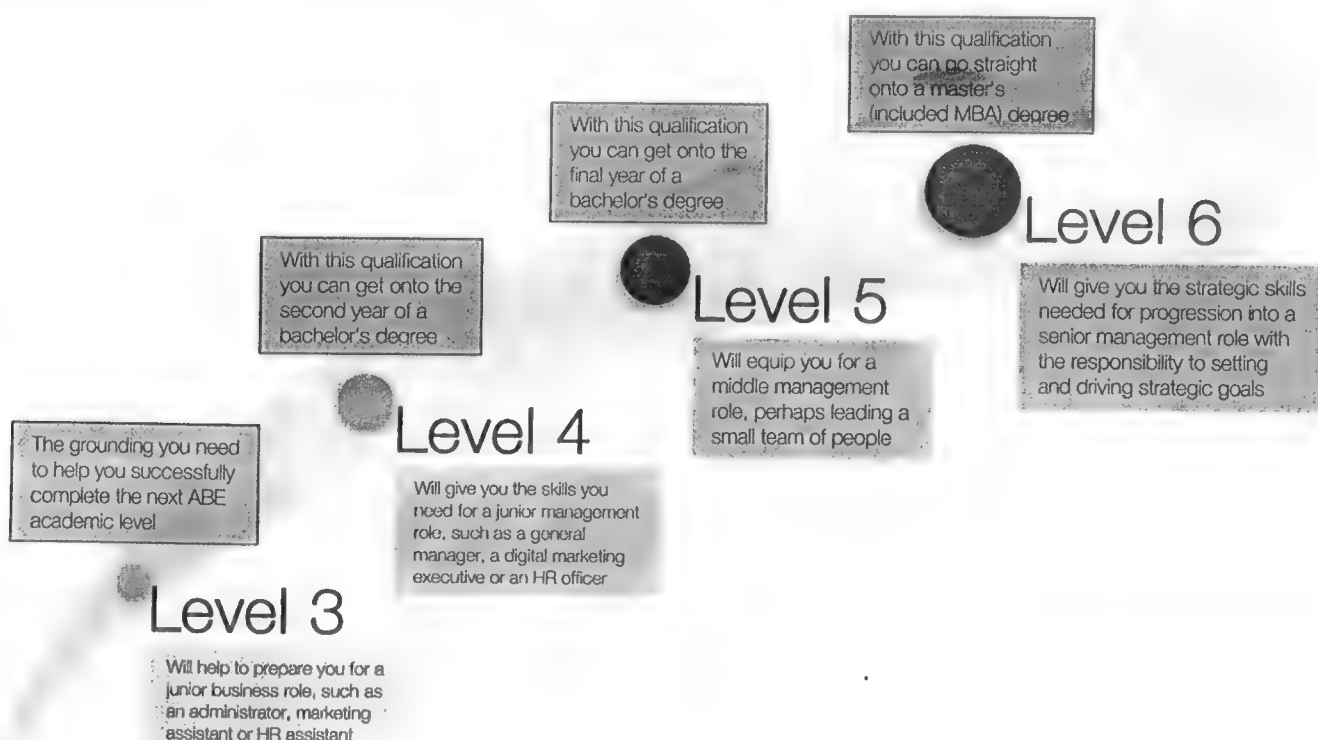 With this qualification
you can go straight
onto a master's
(included MBA) degree
Level 6
Will give you the strategic skills
needed for progression into a
senior management role with
the responsibility to setting
and driving strategic goals
With this qualification
you can get onto the
final year of a
bachelor's degree
Level 5
Will equip you for a
middle management
role, perhaps leading a
small team of people
With this qualification
you can get onto the
second year of a
bachelor's degree
Level 4
Will give you the skills you
need for a junior management
role, such as a general
manager, a digital marketing
executive or an HR officer
The grounding you need
to help you successfully
complete the next ABE
academic level
Level 3
Will help to prepare you for a
junior business role, such as
an administrator, marketing
assistant or HR assistant